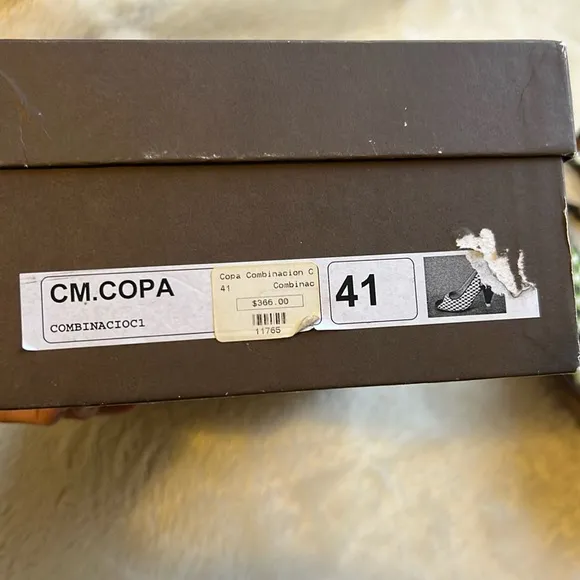 CM.COPA
COMBINACIOC1
Copa Combinacion C
41 Combinac
$366.00
11765
41